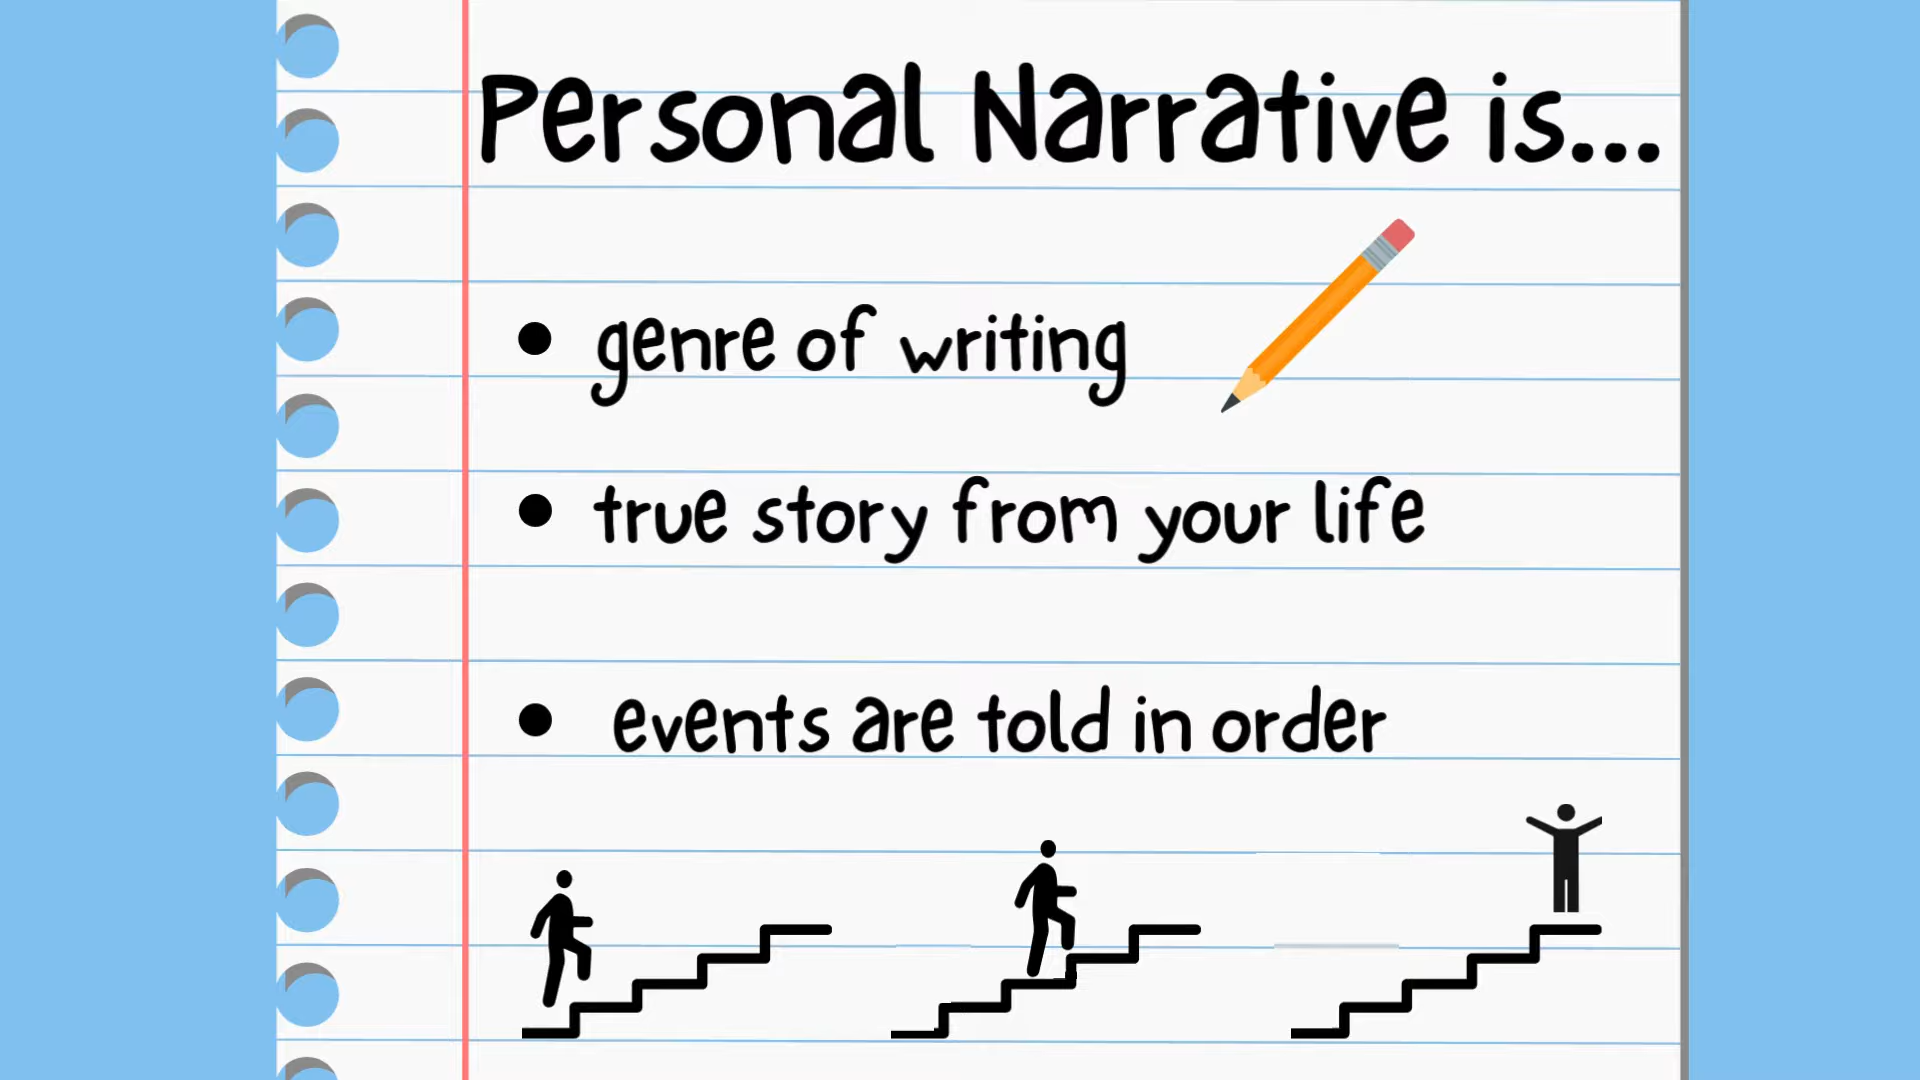 Personal Narrative is...
• genre of writing
• true story from your life
• events are told in order